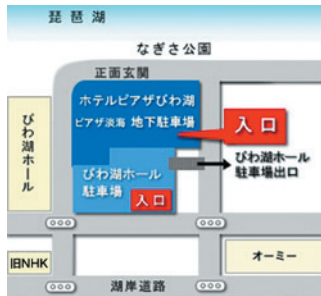 琵琶湖
なぎさ公園
正面玄関
ホテルピアザびわ湖
ピアザ淡海 地下駐車場
入口
びわ湖ホール
びわ湖ホール
駐車場出口
びわ湖ホール
駐車場
入口
旧NHK
オーミー
湖岸道路